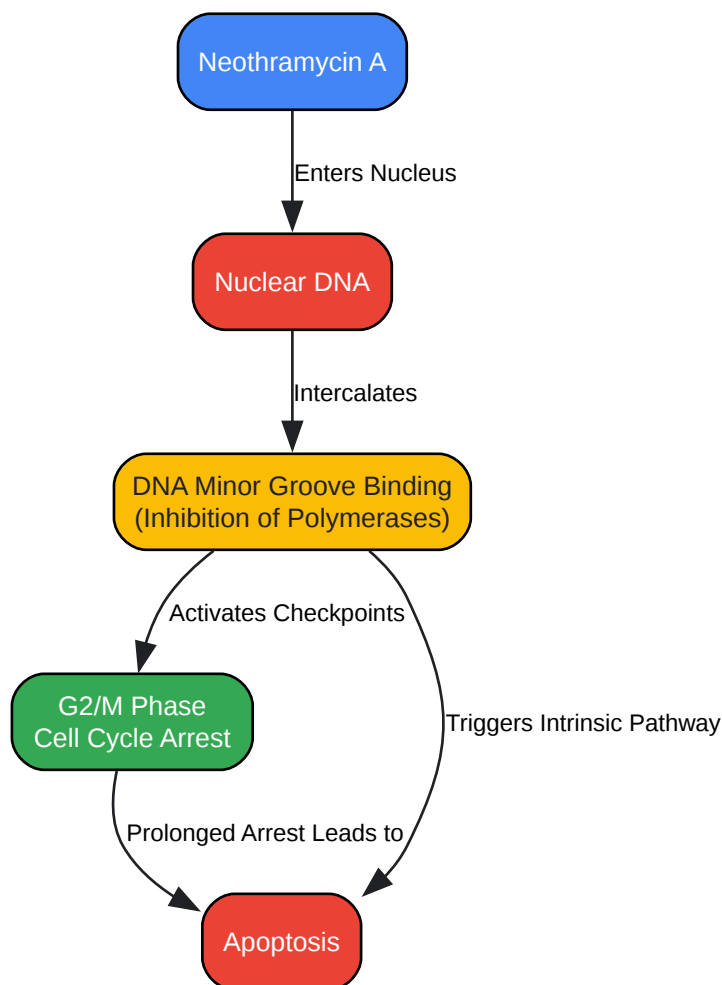 Neothramycin A
Enters Nucleus
Nuclear DNA
Intercalates
DNA Minor Groove Binding
(Inhibition of Polymerases)
Activates Checkpoints
G2/M Phase
Cell Cycle Arrest
Triggers Intrinsic Pathway
Prolonged Arrest Leads to
Apoptosis